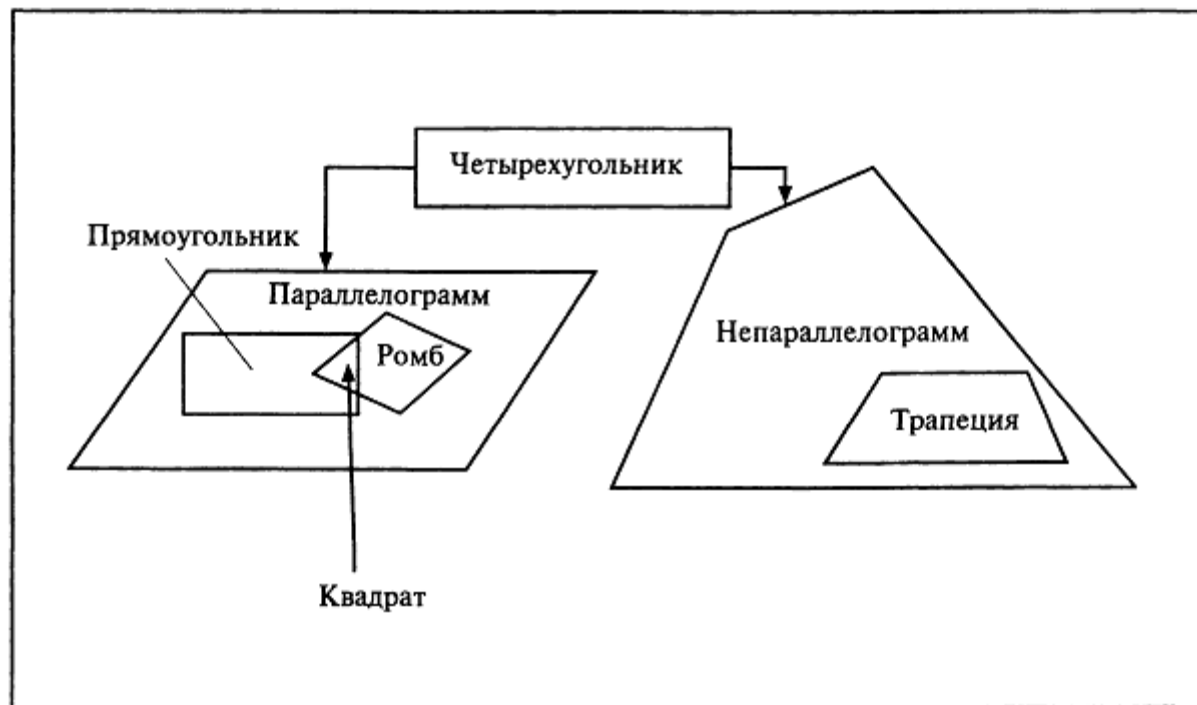 Четырехугольник
Прямоугольник
Параллелограмм
Ромб
Непараллелограмм
Трапеция
Квадрат